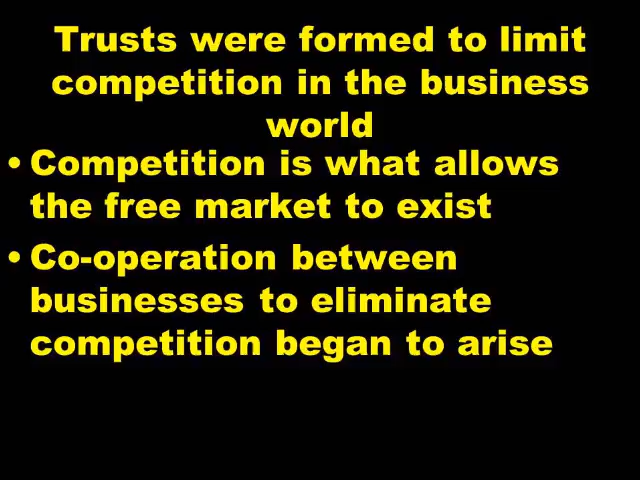 Trusts were formed to limit
competition in the business
world
• Competition is what allows
the free market to exist
• Co-operation between
businesses to eliminate
competition began to arise